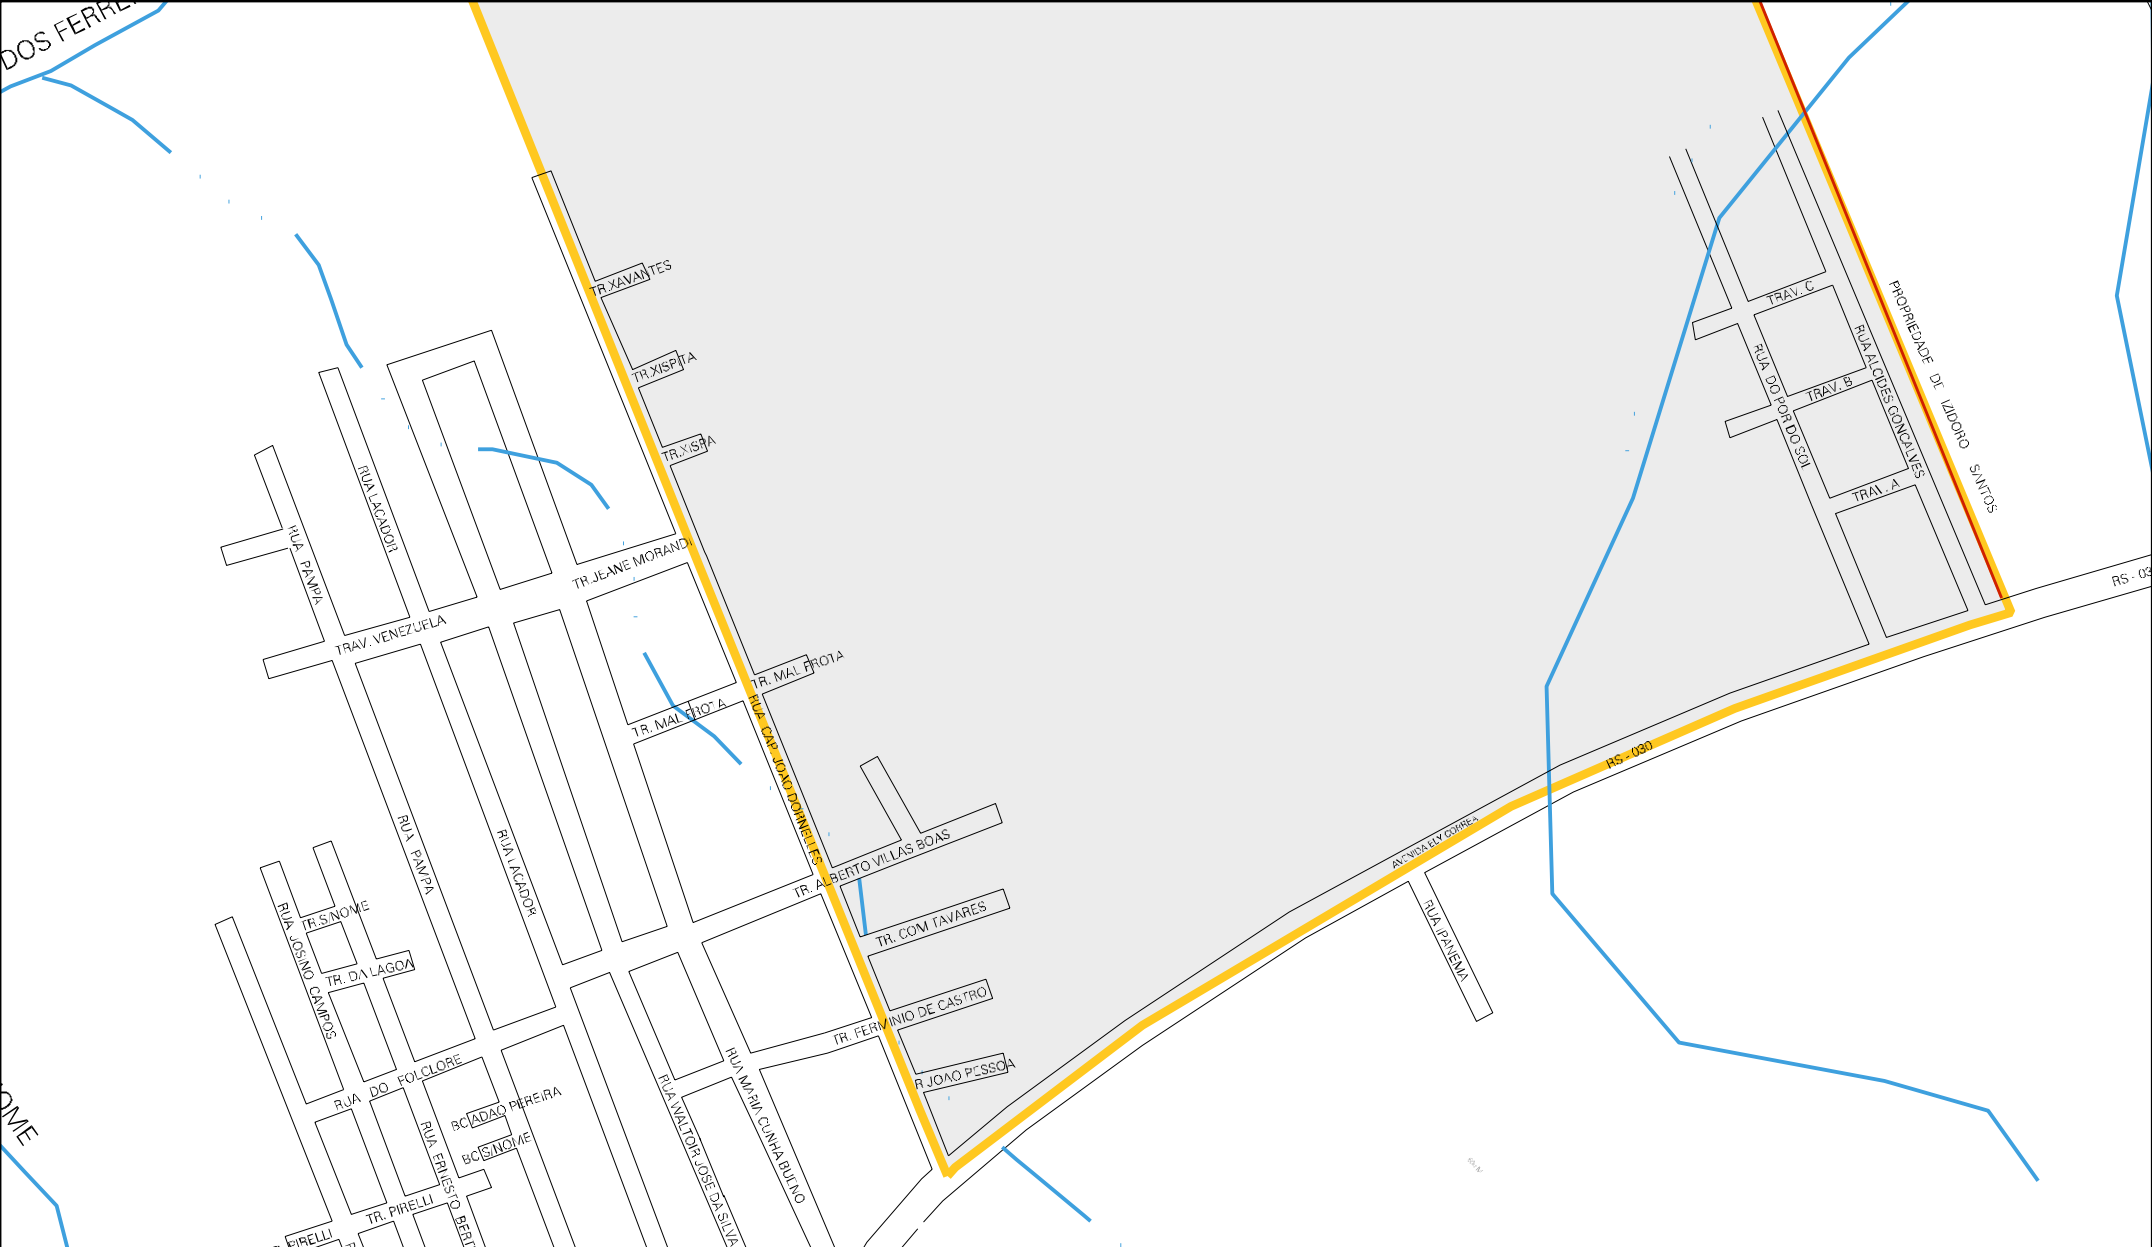 DOS FERRE
TR.XAVANTES
TR.XISPITA
TR.XISPA
TRAV. C
TRAV. B
TRAV. A
RUA DO POR DO SOL
RUA ALCIDES GONCALVES
PROPRIEDADE DE IZIDORO SANTOS
RS - 03
RUA LACADOR
RUA PAMPA
TR.JEANE MORANDI
TRAV. VENEZUELA
TR. MAL FROTA
TR. MAL FROTA
RUA CAP. JOAO DORNELLES
RS - 030
AVENIDA ELY CORREA
RUA PAMPA
RUA LACADOR
TR. ALBERTO VILLAS BOAS
TR. COM TAVARES
RUA IPANEMA
TR.S/NOME
RUA JOSINO CAMPOS
TR. DA LAGOA
TR. FERMINIO DE CASTRO
R JOAO PESSOA
RUA DO FOLCLORE
BC ADAO PEREIRA
BC S/NOME
RUA ERNESTO BERD
RUA WALTOIR JOSE DA SILVA
RUA MARIA CUNHA BUENO
TR. PIRELLI
PIRELLI
OME